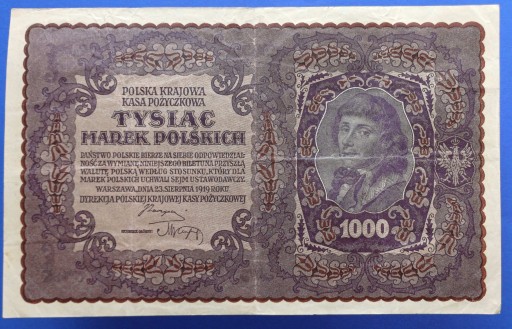 POLSKA KRAJOWA
KASA POŻYCZKOWA
TYSIĄC
MAREK POLSKICH
PAŃSTWO POLSKIE BIERZE NA SIEBIE ODPOWIEDZIAL-
NOŚĆ ZA WYMIANĘ NINIEJSZEGO BILETU NA PRZYSZŁĄ
WALUTĘ POLSKĄ WEDŁUG STOSUNKU, KTÓRY DLA
MAREK POLSKICH UCHWALI SEJM USTAWODAWCZY.
WARSZAWA, DNIA 23 SIERPNIA 1919 ROKU
DYREKCJA POLSKIEJ KRAJOWEJ KASY POŻYCZKOWEJ
1000